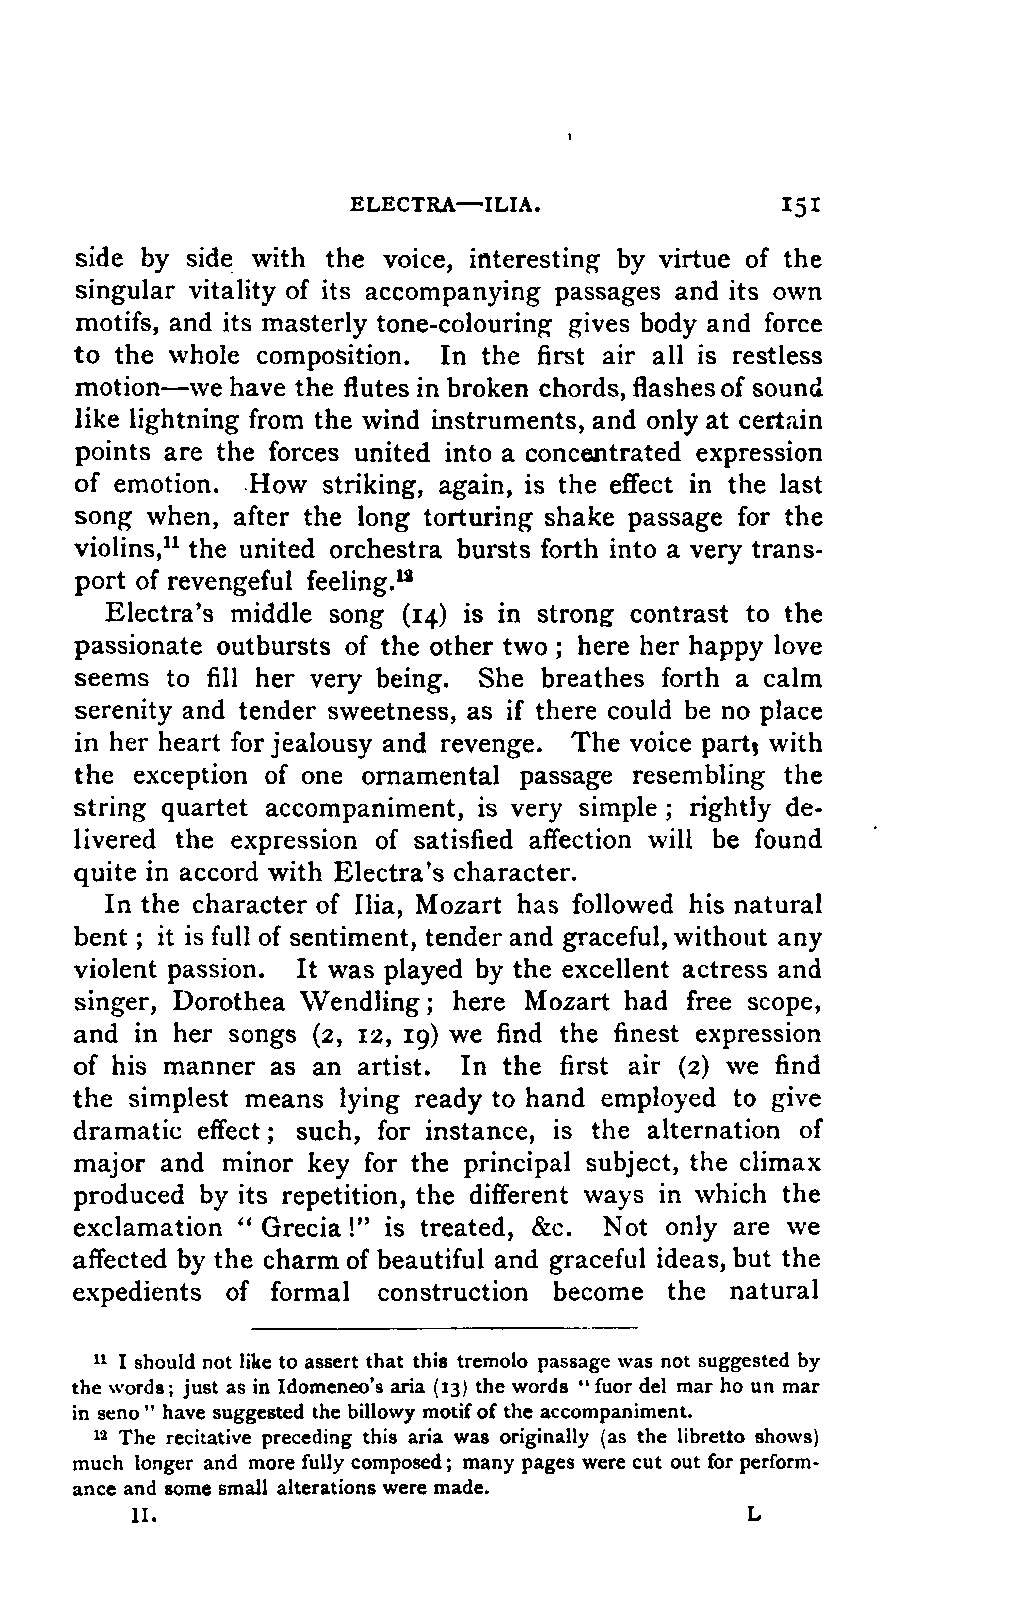 ELECTRA—ILIA. 151
side by side with the voice, interesting by virtue of the
singular vitality of its accompanying passages and its own
motifs, and its masterly tone-colouring gives body and force
to the whole composition. In the first air all is restless
motion—we have the flutes in broken chords, flashes of sound
like lightning from the wind instruments, and only at certain
points are the forces united into a concentrated expression
of emotion. How striking, again, is the effect in the last
song when, after the long torturing shake passage for the
violins,¹¹ the united orchestra bursts forth into a very trans-
port of revengeful feeling.¹²
Electra's middle song (14) is in strong contrast to the
passionate outbursts of the other two ; here her happy love
seems to fill her very being. She breathes forth a calm
serenity and tender sweetness, as if there could be no place
in her heart for jealousy and revenge. The voice part, with
the exception of one ornamental passage resembling the
string quartet accompaniment, is very simple ; rightly de-
livered the expression of satisfied affection will be found
quite in accord with Electra's character.
In the character of Ilia, Mozart has followed his natural
bent ; it is full of sentiment, tender and graceful, without any
violent passion. It was played by the excellent actress and
singer, Dorothea Wendling ; here Mozart had free scope,
and in her songs (2, 12, 19) we find the finest expression
of his manner as an artist. In the first air (2) we find
the simplest means lying ready to hand employed to give
dramatic effect ; such, for instance, is the alternation of
major and minor key for the principal subject, the climax
produced by its repetition, the different ways in which the
exclamation " Grecia !" is treated, &c. Not only are we
affected by the charm of beautiful and graceful ideas, but the
expedients of formal construction become the natural
¹¹ I should not like to assert that this tremolo passage was not suggested by
the words; just as in Idomeneo's aria (13) the words "fuor del mar ho un mar
in seno" have suggested the billowy motif of the accompaniment.
¹² The recitative preceding this aria was originally (as the libretto shows)
much longer and more fully composed; many pages were cut out for perform-
ance and some small alterations were made.
II. L